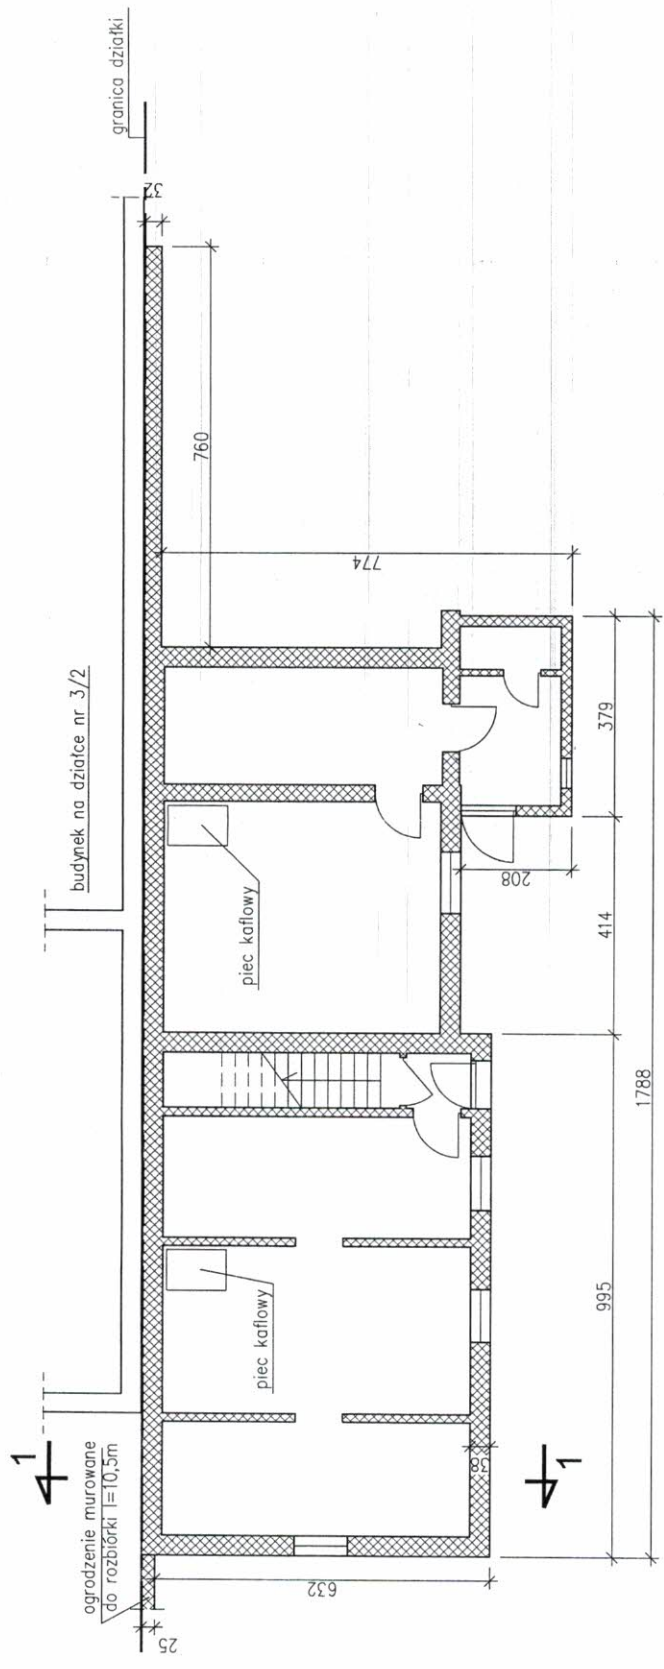 granica działki
32
760
774
budynek na działce nr 3/2
379
piec kaflowy
208
414
1788
995
piec kaflowy
1
1
38
ogrodzenie murowane
do rozbiórki l=10,5m
632
25